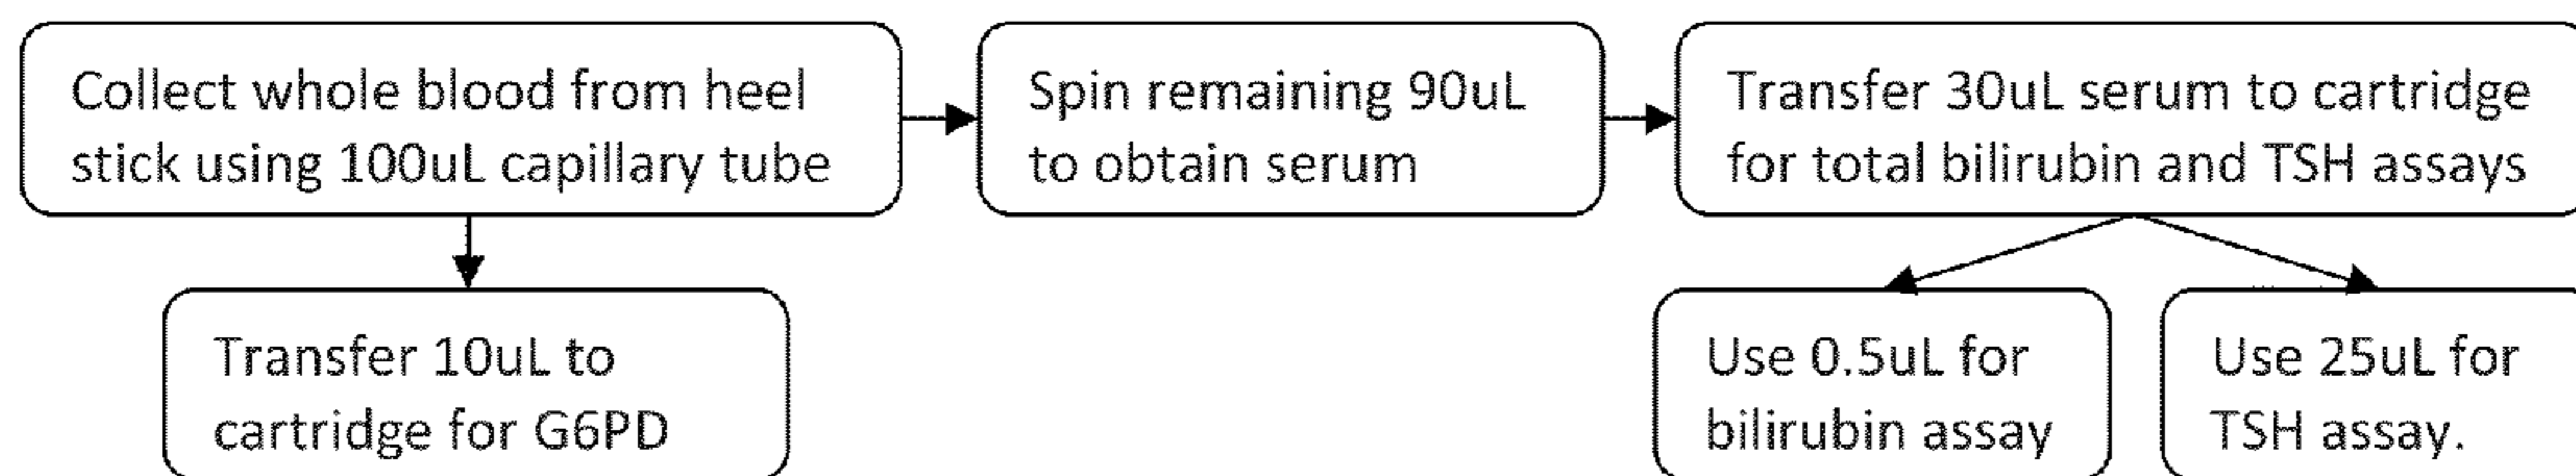 Collect whole blood from heel
stick using 100uL capillary tube
Spin remaining 90uL
to obtain serum
Transfer 30uL serum to cartridge
for total bilirubin and TSH assays
Transfer 10uL to
cartridge for G6PD
Use 0.5uL for
bilirubin assay
Use 25uL for
TSH assay.